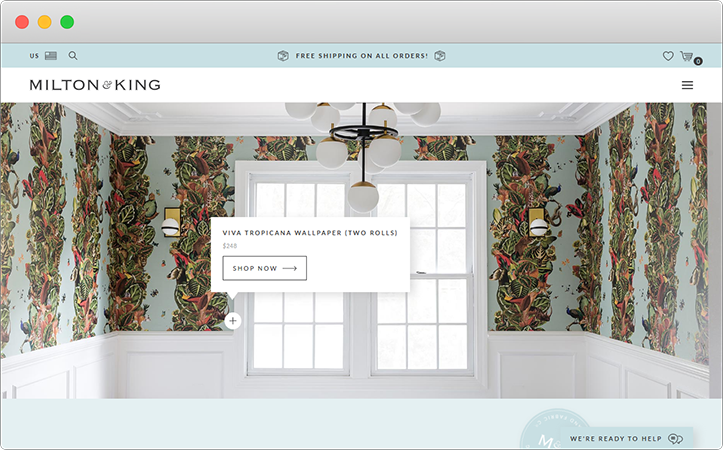 US
FREE SHIPPING ON ALL ORDERS!
0
MILTON & KING
VIVA TROPICANA WALLPAPER (TWO ROLLS)
$248
SHOP NOW
WE'RE READY TO HELP